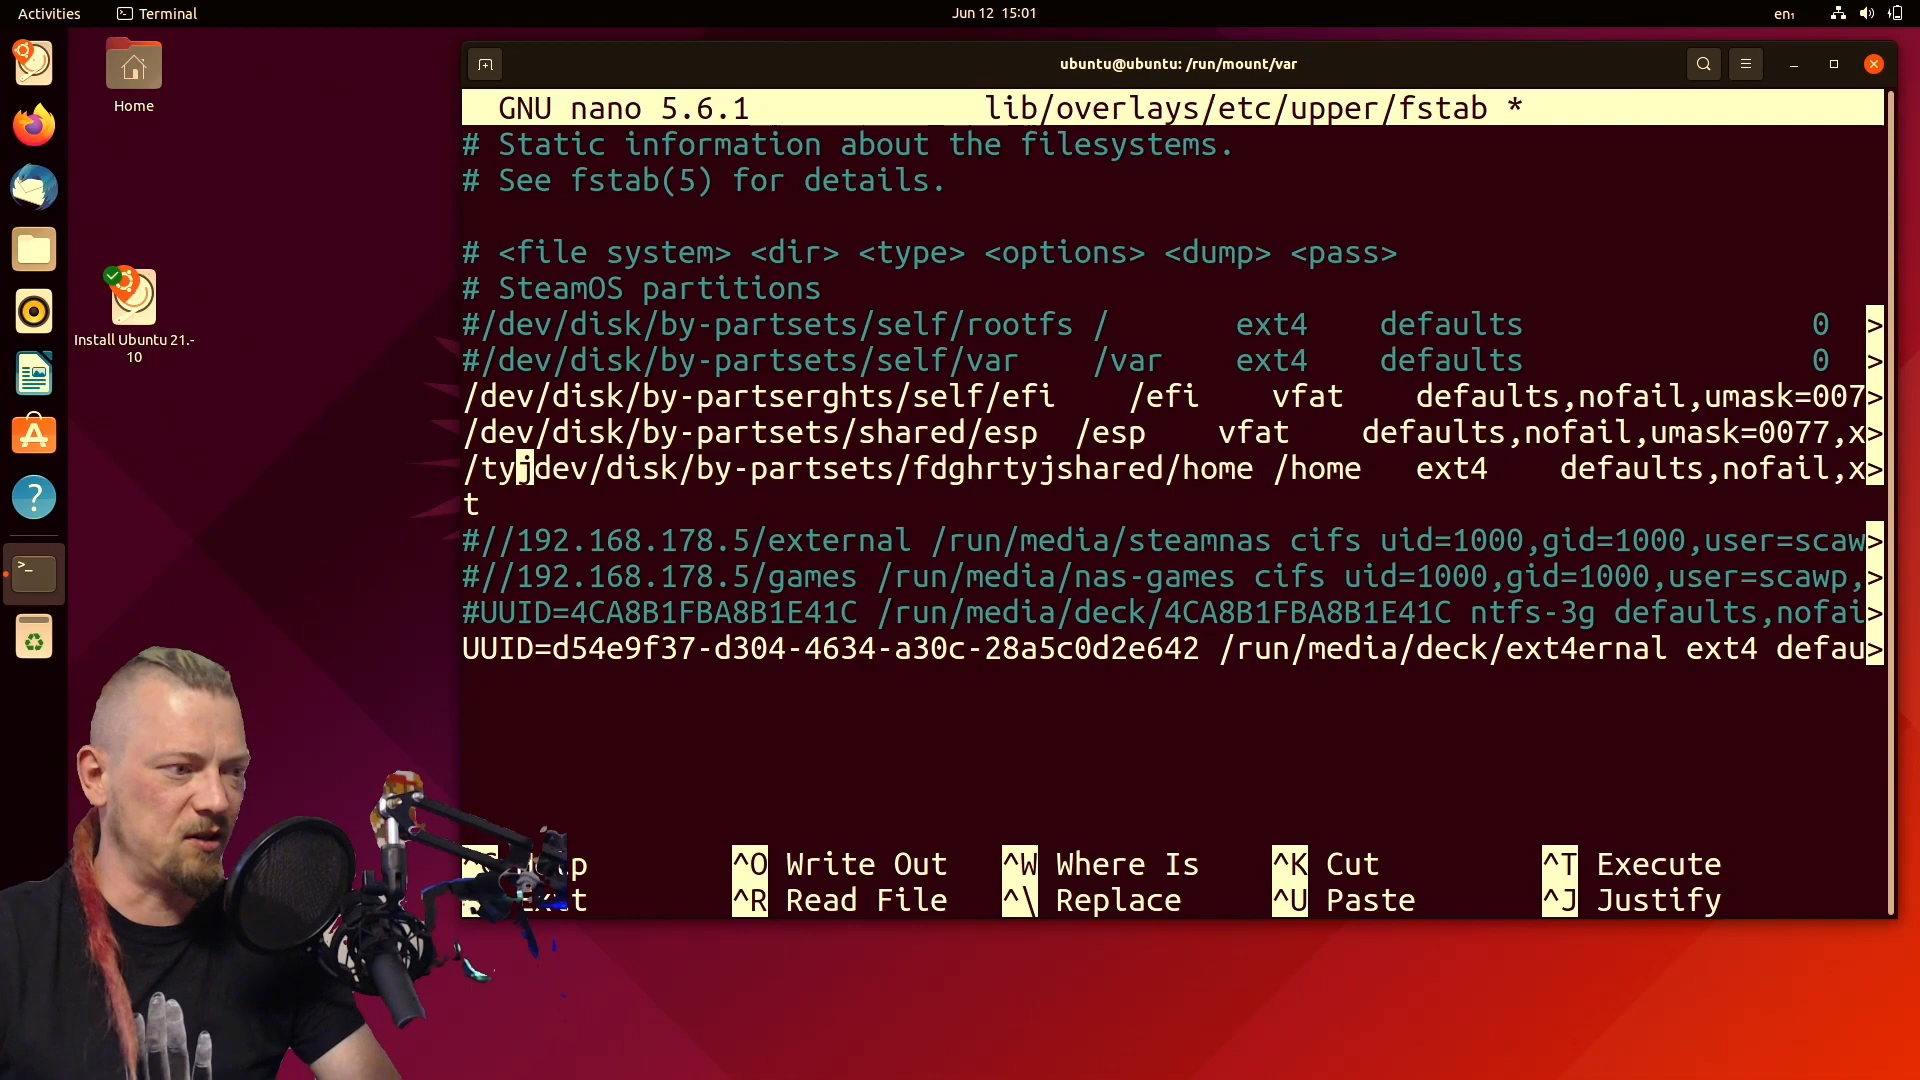 Activities
Terminal
Jun 12 15:01
en₁
Home
Install Ubuntu 21.-
10
ubuntu@ubuntu: /run/mount/var
GNU nano 5.6.1 lib/overlays/etc/upper/fstab *
# Static information about the filesystems.
# See fstab(5) for details.
# <file system> <dir> <type> <options> <dump> <pass>
# SteamOS partitions
#/dev/disk/by-partsets/self/rootfs / ext4 defaults 0 >
#/dev/disk/by-partsets/self/var /var ext4 defaults 0 >
/dev/disk/by-partserghts/self/efi /efi vfat defaults,nofail,umask=007>
/dev/disk/by-partsets/shared/esp /esp vfat defaults,nofail,umask=0077,x>
/tyjdev/disk/by-partsets/fdghrtyjshared/home /home ext4 defaults,nofail,x>
t
#//192.168.178.5/external /run/media/steamnas cifs uid=1000,gid=1000,user=scaw>
#//192.168.178.5/games /run/media/nas-games cifs uid=1000,gid=1000,user=scawp,>
#UUID=4CA8B1FBA8B1E41C /run/media/deck/4CA8B1FBA8B1E41C ntfs-3g defaults,nofai>
UUID=d54e9f37-d304-4634-a30c-28a5c0d2e642 /run/media/deck/ext4ernal ext4 defau>
^O Write Out ^W Where Is ^K Cut ^T Execute
^R Read File ^\ Replace ^U Paste ^J Justify